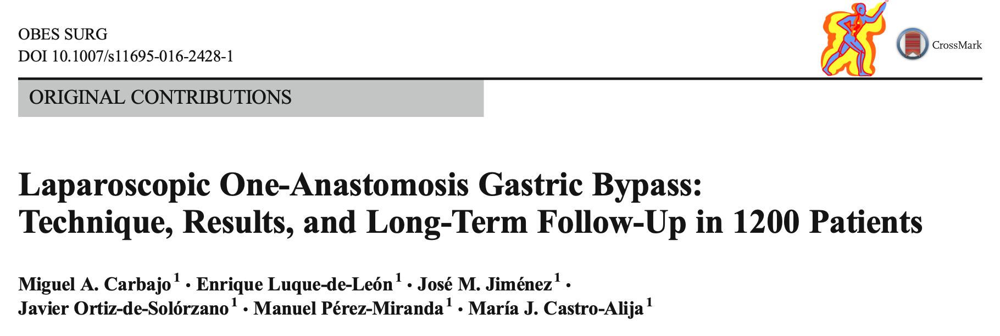 OBES SURG
DOI 10.1007/s11695-016-2428-1
CrossMark
ORIGINAL CONTRIBUTIONS
Laparoscopic One-Anastomosis Gastric Bypass:
Technique, Results, and Long-Term Follow-Up in 1200 Patients
Miguel A. Carbajo 1 · Enrique Luque-de-León 1 · José M. Jiménez 1 ·
Javier Ortiz-de-Solórzano 1 · Manuel Pérez-Miranda 1 · María J. Castro-Alija 1